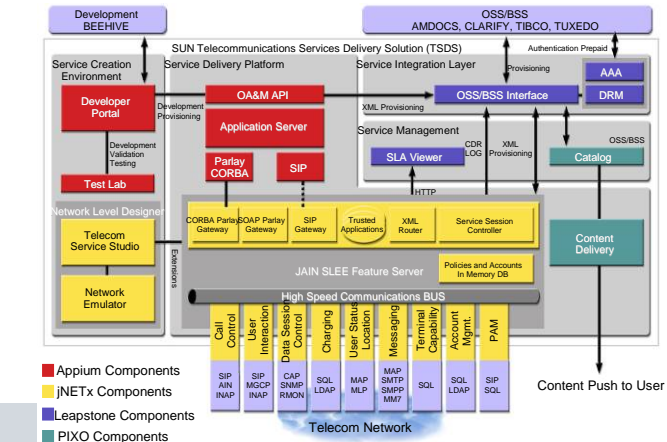 Development
BEEHIVE
OSS/BSS
AMDOCS, CLARIFY, TIBCO, TUXEDO
SUN Telecommunications Services Delivery Solution (TSDS)
Authentication Prepaid
Provisioning
Service Creation
Environment
Service Delivery Platform
Service Integration Layer
AAA
DRM
Developer
Portal
Development
Provisioning
OA&M API
XML Provisioning
OSS/BSS Interface
Application Server
Development
Validation
Testing
Service Management
CDR
LOG
XML
Provisioning
OSS/BSS
Parlay
CORBA
SIP
SLA Viewer
Catalog
Test Lab
HTTP
Network Level Designer
Telecom
Service Studio
Network
Emulator
Extensions
CORBA Parlay
Gateway
SOAP Parlay
Gateway
SIP
Gateway
Trusted
Applications
XML
Router
Service Session
Controller
Content
Delivery
JAIN SLEE Feature Server
Policies and Accounts
In Memory DB
High Speed Communications BUS
Call
Control
User
Interaction
Data Session
Control
Charging
User Status
Location
Messaging
Terminal
Capability
Account
Mgmt.
PAM
SIP
AIN
INAP
SIP
MGCP
INAP
CAP
SNMP
RMON
SQL
LDAP
MAP
MLP
MAP
SMTP
SMPP
MM7
SQL
SQL
LDAP
SIP
SQL
Telecom Network
Content Push to User
Appium Components
jNETx Components
Leapstone Components
PIXO Components